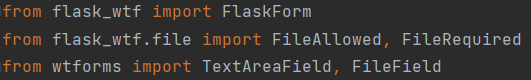 from flask_wtf import FlaskForm
from flask_wtf.file import FileAllowed, FileRequired
from wtforms import TextAreaField, FileField